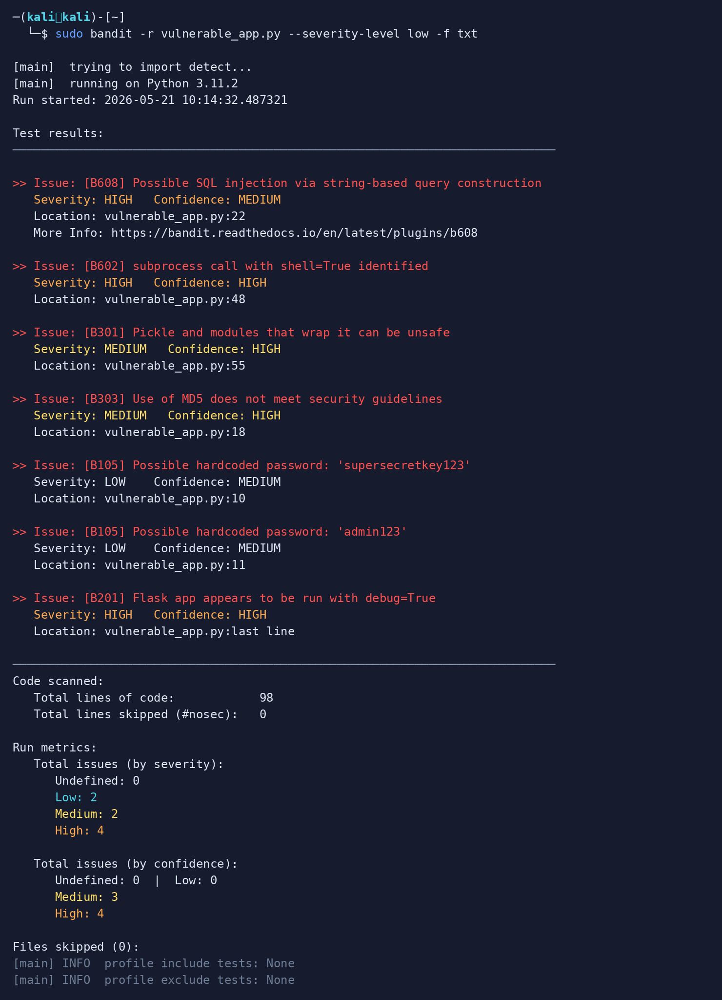 ─(kali▯kali)-[~]
└─$ sudo bandit -r vulnerable_app.py --severity-level low -f txt
[main]  trying to import detect...
[main]  running on Python 3.11.2
Run started: 2026-05-21 10:14:32.487321
Test results:
>> Issue: [B608] Possible SQL injection via string-based query construction
Severity: HIGH   Confidence: MEDIUM
Location: vulnerable_app.py:22
More Info: https://bandit.readthedocs.io/en/latest/plugins/b608
>> Issue: [B602] subprocess call with shell=True identified
Severity: HIGH   Confidence: HIGH
Location: vulnerable_app.py:48
>> Issue: [B301] Pickle and modules that wrap it can be unsafe
Severity: MEDIUM   Confidence: HIGH
Location: vulnerable_app.py:55
>> Issue: [B303] Use of MD5 does not meet security guidelines
Severity: MEDIUM   Confidence: HIGH
Location: vulnerable_app.py:18
>> Issue: [B105] Possible hardcoded password: 'supersecretkey123'
Severity: LOW    Confidence: MEDIUM
Location: vulnerable_app.py:10
>> Issue: [B105] Possible hardcoded password: 'admin123'
Severity: LOW    Confidence: MEDIUM
Location: vulnerable_app.py:11
>> Issue: [B201] Flask app appears to be run with debug=True
Severity: HIGH   Confidence: HIGH
Location: vulnerable_app.py:last line
Code scanned:
Total lines of code:            98
Total lines skipped (#nosec):   0
Run metrics:
Total issues (by severity):
Undefined: 0
Low: 2
Medium: 2
High: 4
Total issues (by confidence):
Undefined: 0  |  Low: 0
Medium: 3
High: 4
Files skipped (0):
[main] INFO  profile include tests: None
[main] INFO  profile exclude tests: None